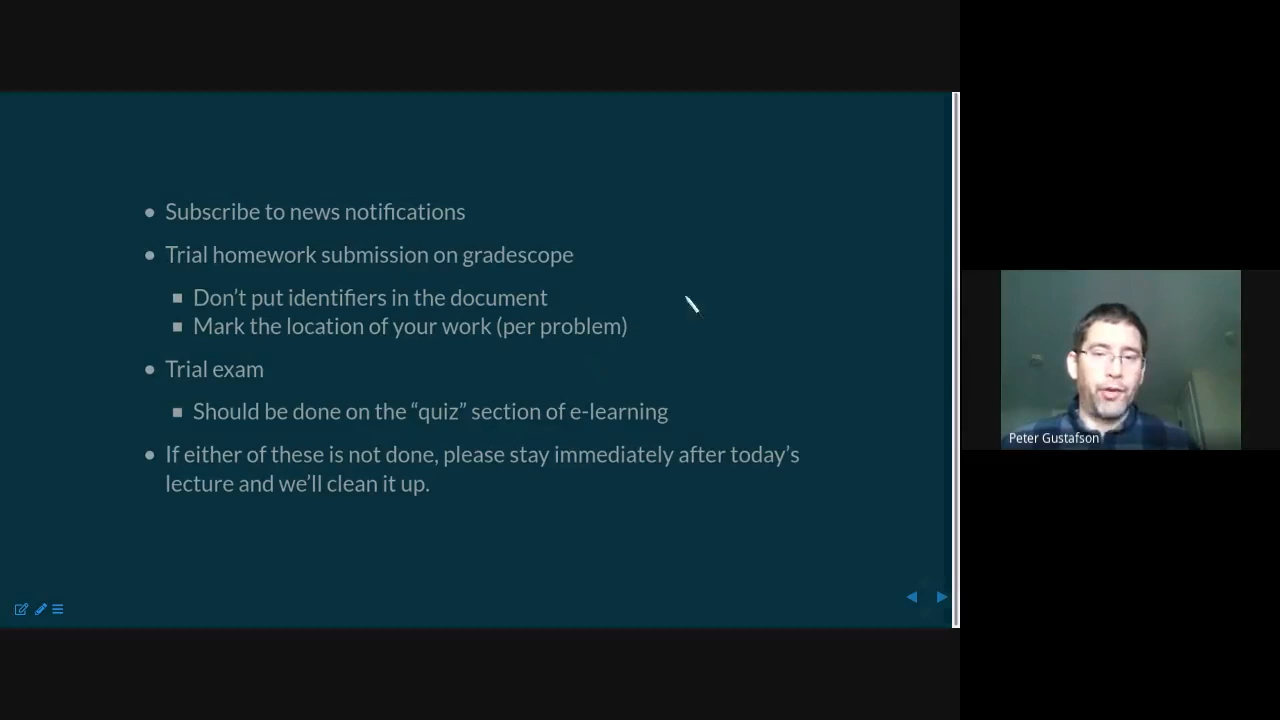 Subscribe to news notifications
Trial homework submission on gradescope
Don’t put identifiers in the document
Mark the location of your work (per problem)
Trial exam
Should be done on the “quiz” section of e-learning
If either of these is not done, please stay immediately after today’s
lecture and we’ll clean it up.
Peter Gustafson